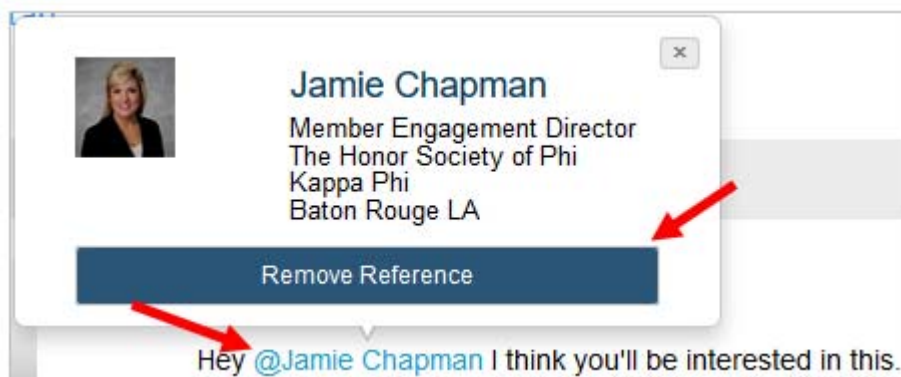 ×
Jamie Chapman
Member Engagement Director
The Honor Society of Phi
Kappa Phi
Baton Rouge LA
Remove Reference
Hey @Jamie Chapman I think you'll be interested in this.